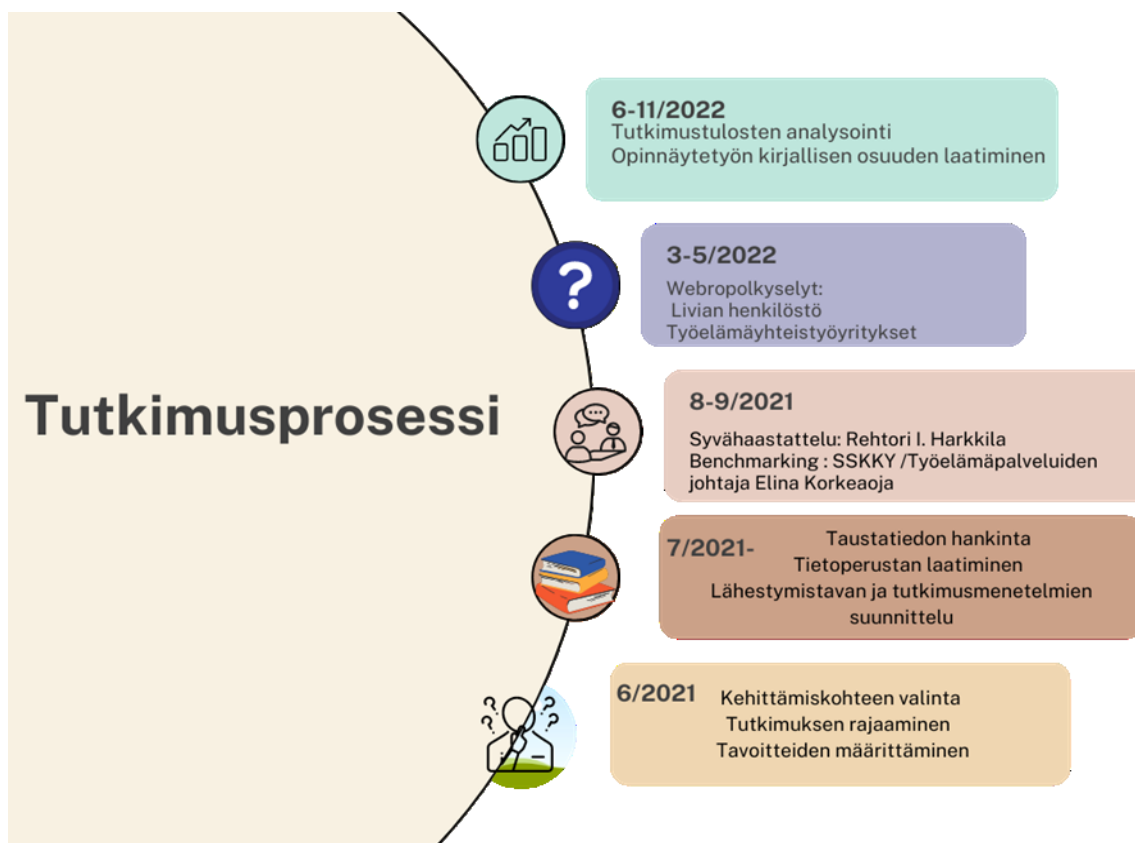 Tutkimusprosessi
6-11/2022
Tutkimustulosten analysointi
Opinnäytetyön kirjallisen osuuden laatiminen
3-5/2022
Webropolkyselyt:
Livian henkilöstö
Työelämäyhteistyöyritykset
8-9/2021
Syvähaastattelu: Rehtori I. Harkkila
Benchmarking : SSKKY /Työelämäpalveluiden
johtaja Elina Korkeaoja
7/2021-
Taustatiedon hankinta
Tietoperustan laatiminen
Lähestymistavan ja tutkimusmenetelmien
suunnittelu
6/2021
Kehittämiskohteen valinta
Tutkimuksen rajaaminen
Tavoitteiden määrittäminen